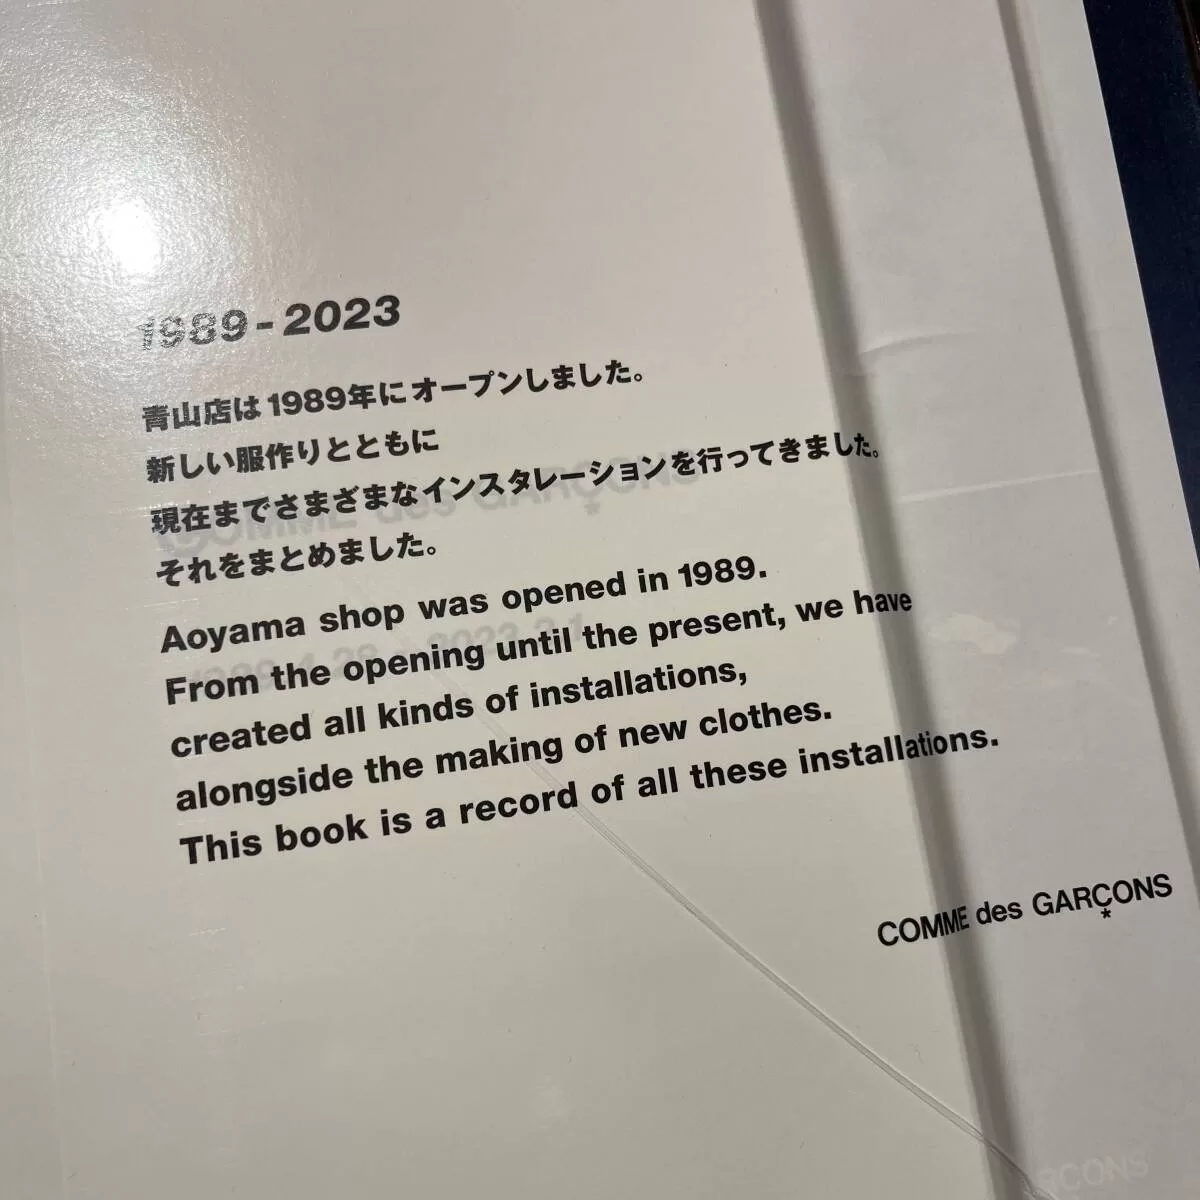 1989-2023
青山店は1989年にオープンしました。
新しい服作りとともに
現在までさまざまなインスタレーションを行ってきました。
それをまとめました。
Aoyama shop was opened in 1989.
From the opening until the present, we have
created all kinds of installations,
alongside the making of new clothes.
This book is a record of all these installations.
COMME des GARÇONS
*
COMME des GARÇONS
*
GARCONS